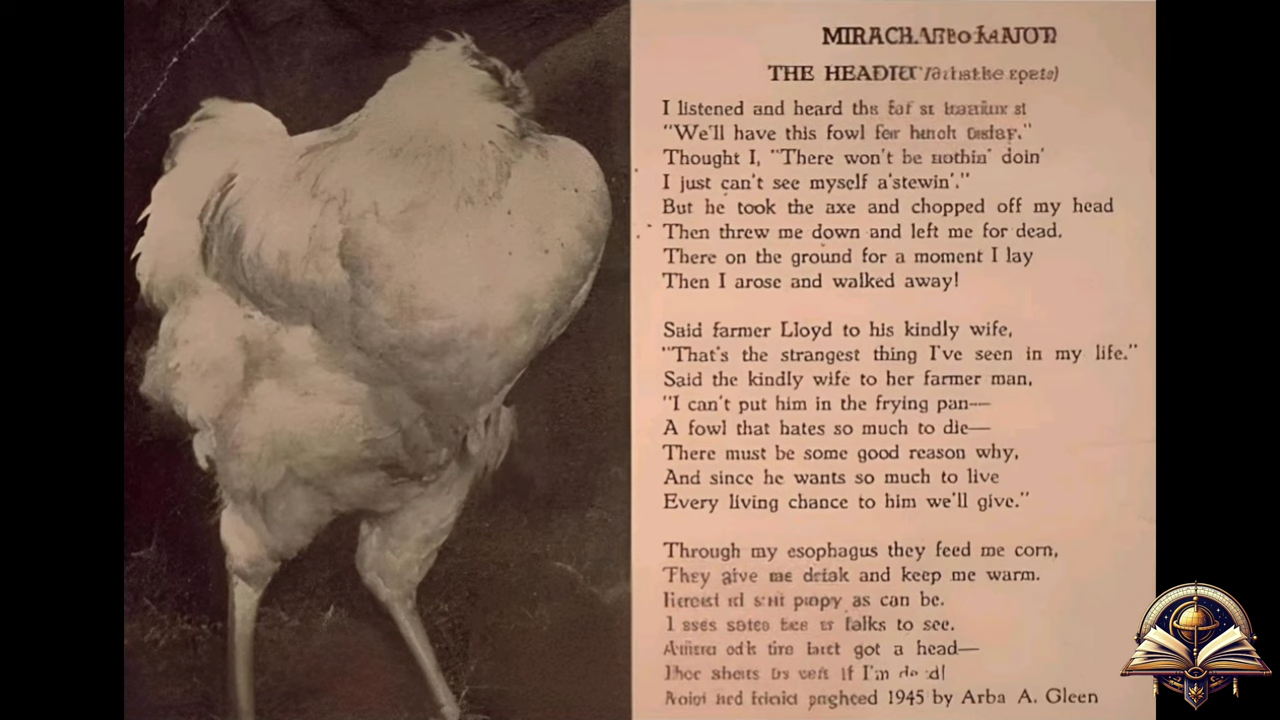 THE
I listened and heard
"We'll have this fowl
Thought I, "There won't be nothin' doin'
I just can't see myself a'stewin'."
But he took the axe and chopped off my head
Then threw me down and left me for dead.
There on the ground for a moment I lay
Then I arose and walked away!
Said farmer Lloyd to his kindly wife,
"That's the strangest thing I've seen in my life."
Said the kindly wife to her farmer man,
"I can't put him in the frying pan—
A fowl that hates so much to die—
There must be some good reason why,
And since he wants so much to live
Every living chance to him we'll give."
Through my esophagus they feed me corn,
They give me drink and keep me warm.
as can be.
folks to see.
got a head—
if I'm
1945 by Arba A. Gleen